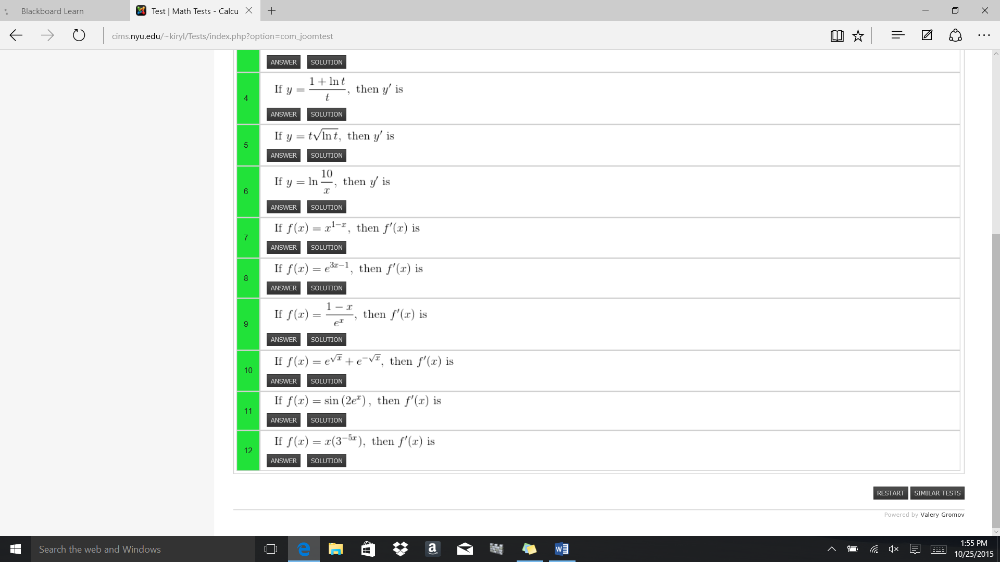 Blackboard Learn
Test | Math Tests - Calcu
cims.nyu.edu/~kiryl/Tests/index.php?option=com_joomtest
ANSWER SOLUTION
4
If y = \frac{1 + \ln t}{t}, then y′ is
ANSWER SOLUTION
5
If y = t√(ln t), then y′ is
ANSWER SOLUTION
6
If y = ln \frac{10}{x}, then y′ is
ANSWER SOLUTION
7
If f(x) = x^{1−x}, then f′(x) is
ANSWER SOLUTION
8
If f(x) = e^{3x−1}, then f′(x) is
ANSWER SOLUTION
9
If f(x) = \frac{1 − x}{e^x}, then f′(x) is
ANSWER SOLUTION
10
If f(x) = e^{√x} + e^{−√x}, then f′(x) is
ANSWER SOLUTION
11
If f(x) = sin (2e^x), then f′(x) is
ANSWER SOLUTION
12
If f(x) = x(3^{−5x}), then f′(x) is
ANSWER SOLUTION
RESTART SIMILAR TESTS
Powered by Valery Gromov
Search the web and Windows
1:55 PM
10/25/2015